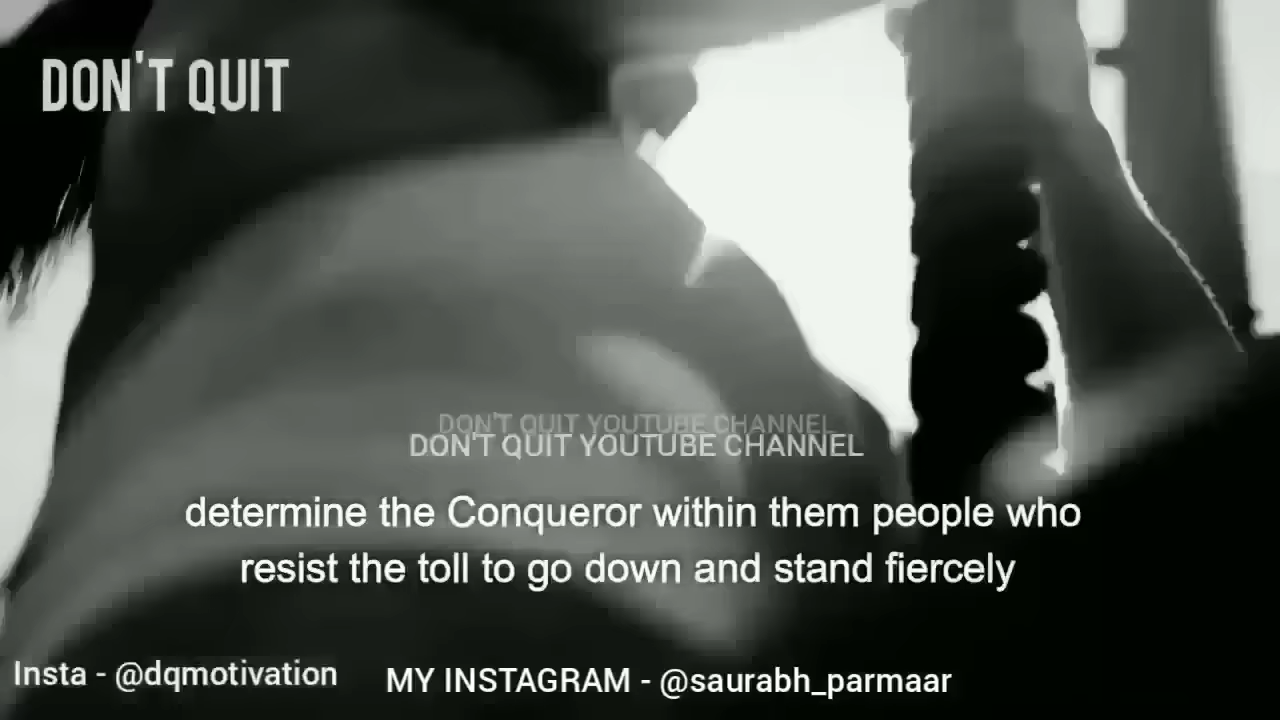 DON'T QUIT
DON'T QUIT YOUTUBE CHANNEL
DON'T QUIT YOUTUBE CHANNEL
determine the Conqueror within them people who
resist the toll to go down and stand fiercely
Insta - @dqmotivation
MY INSTAGRAM - @saurabh_parmaar